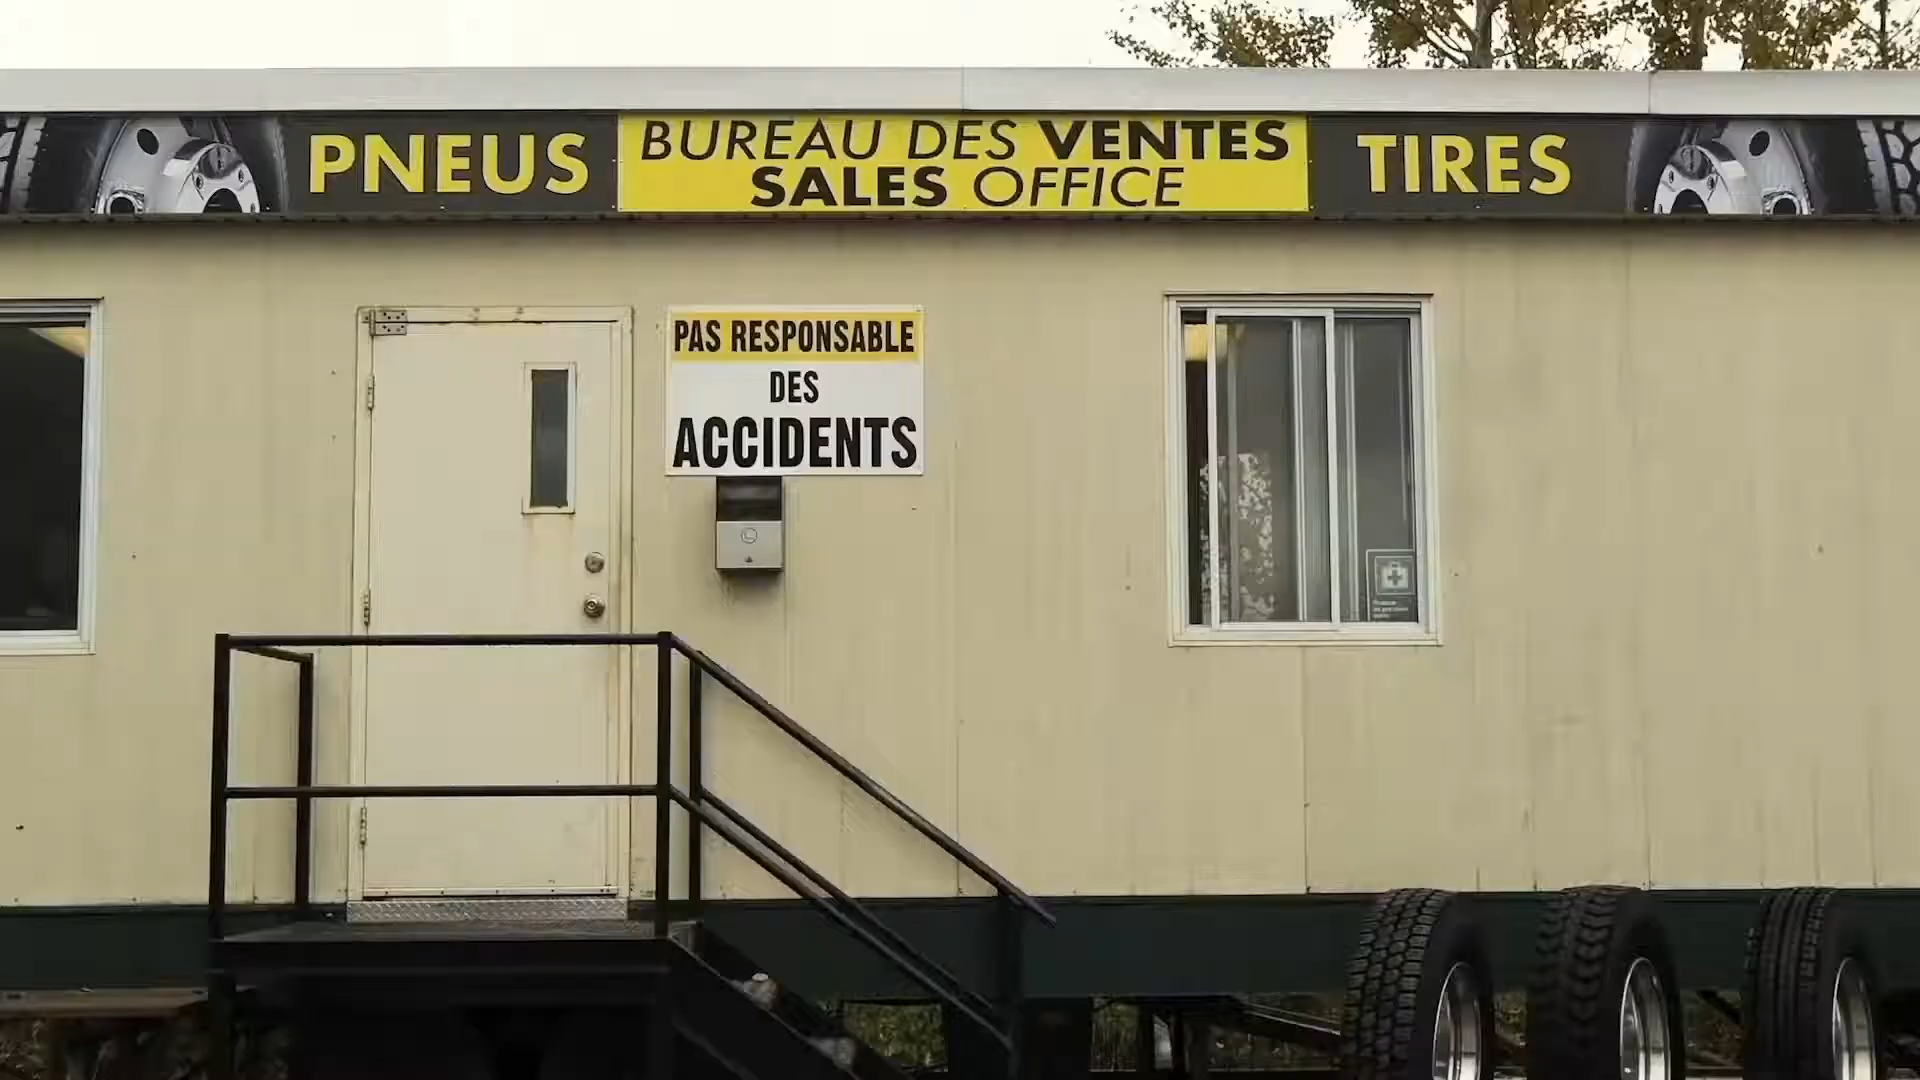 PNEUS
BUREAU DES VENTES
SALES OFFICE
TIRES
PAS RESPONSABLE
DES
ACCIDENTS